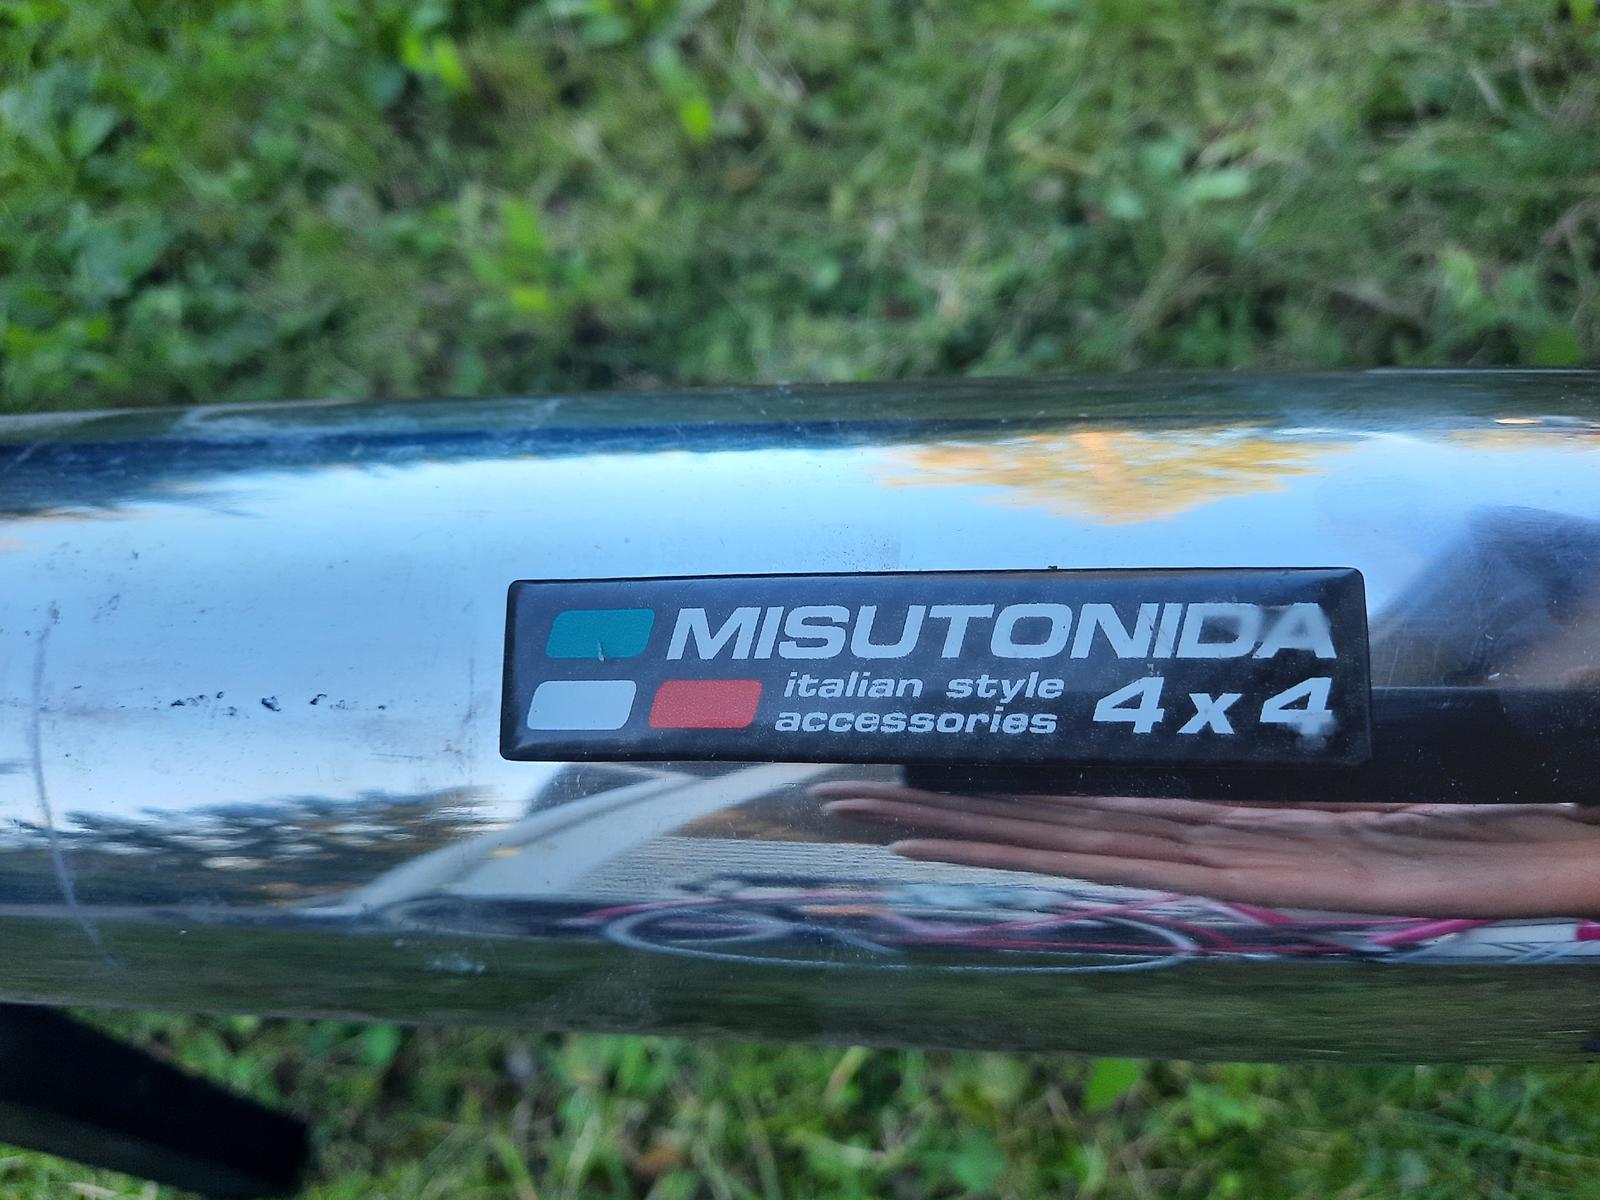 MISUTONIDA
italian style
accessories 4x4